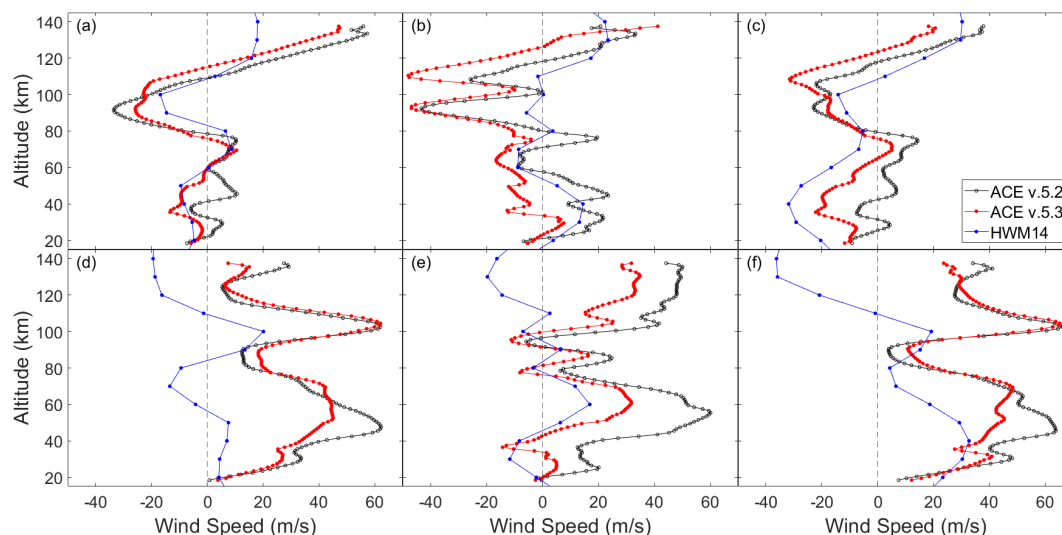 (a) (b) (c)
140
120
100
80
60
40
20
Altitude (km)
ACE v.5.2
ACE v.5.3
HWM14
(d) (e) (f)
140
120
100
80
60
40
20
Altitude (km)
-40 -20 0 20 40 60 -40 -20 0 20 40 60 -40 -20 0 20 40 60
Wind Speed (m/s) Wind Speed (m/s) Wind Speed (m/s)